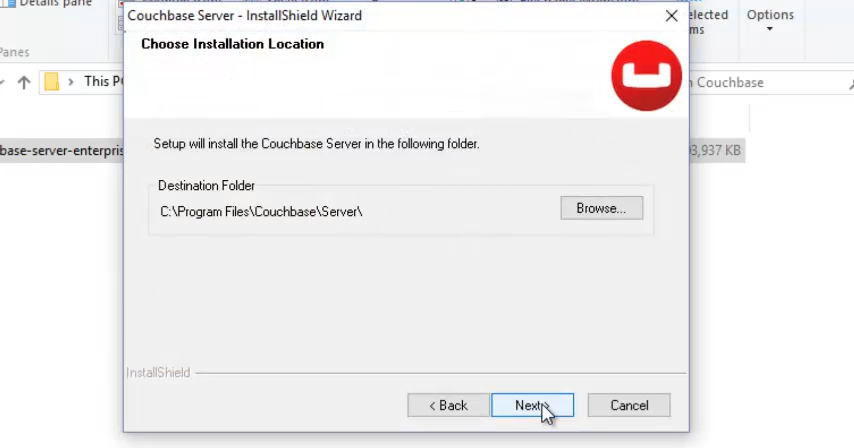 Details pane
Panes
elected
ms
Options
Couchbase Server - InstallShield Wizard
Choose Installation Location
This P
Couchbase
base-server-enterpris
3,937 KB
Setup will install the Couchbase Server in the following folder.
Destination Folder
C:\Program Files\Couchbase\Server\
Browse...
InstallShield
< Back
Next
Cancel